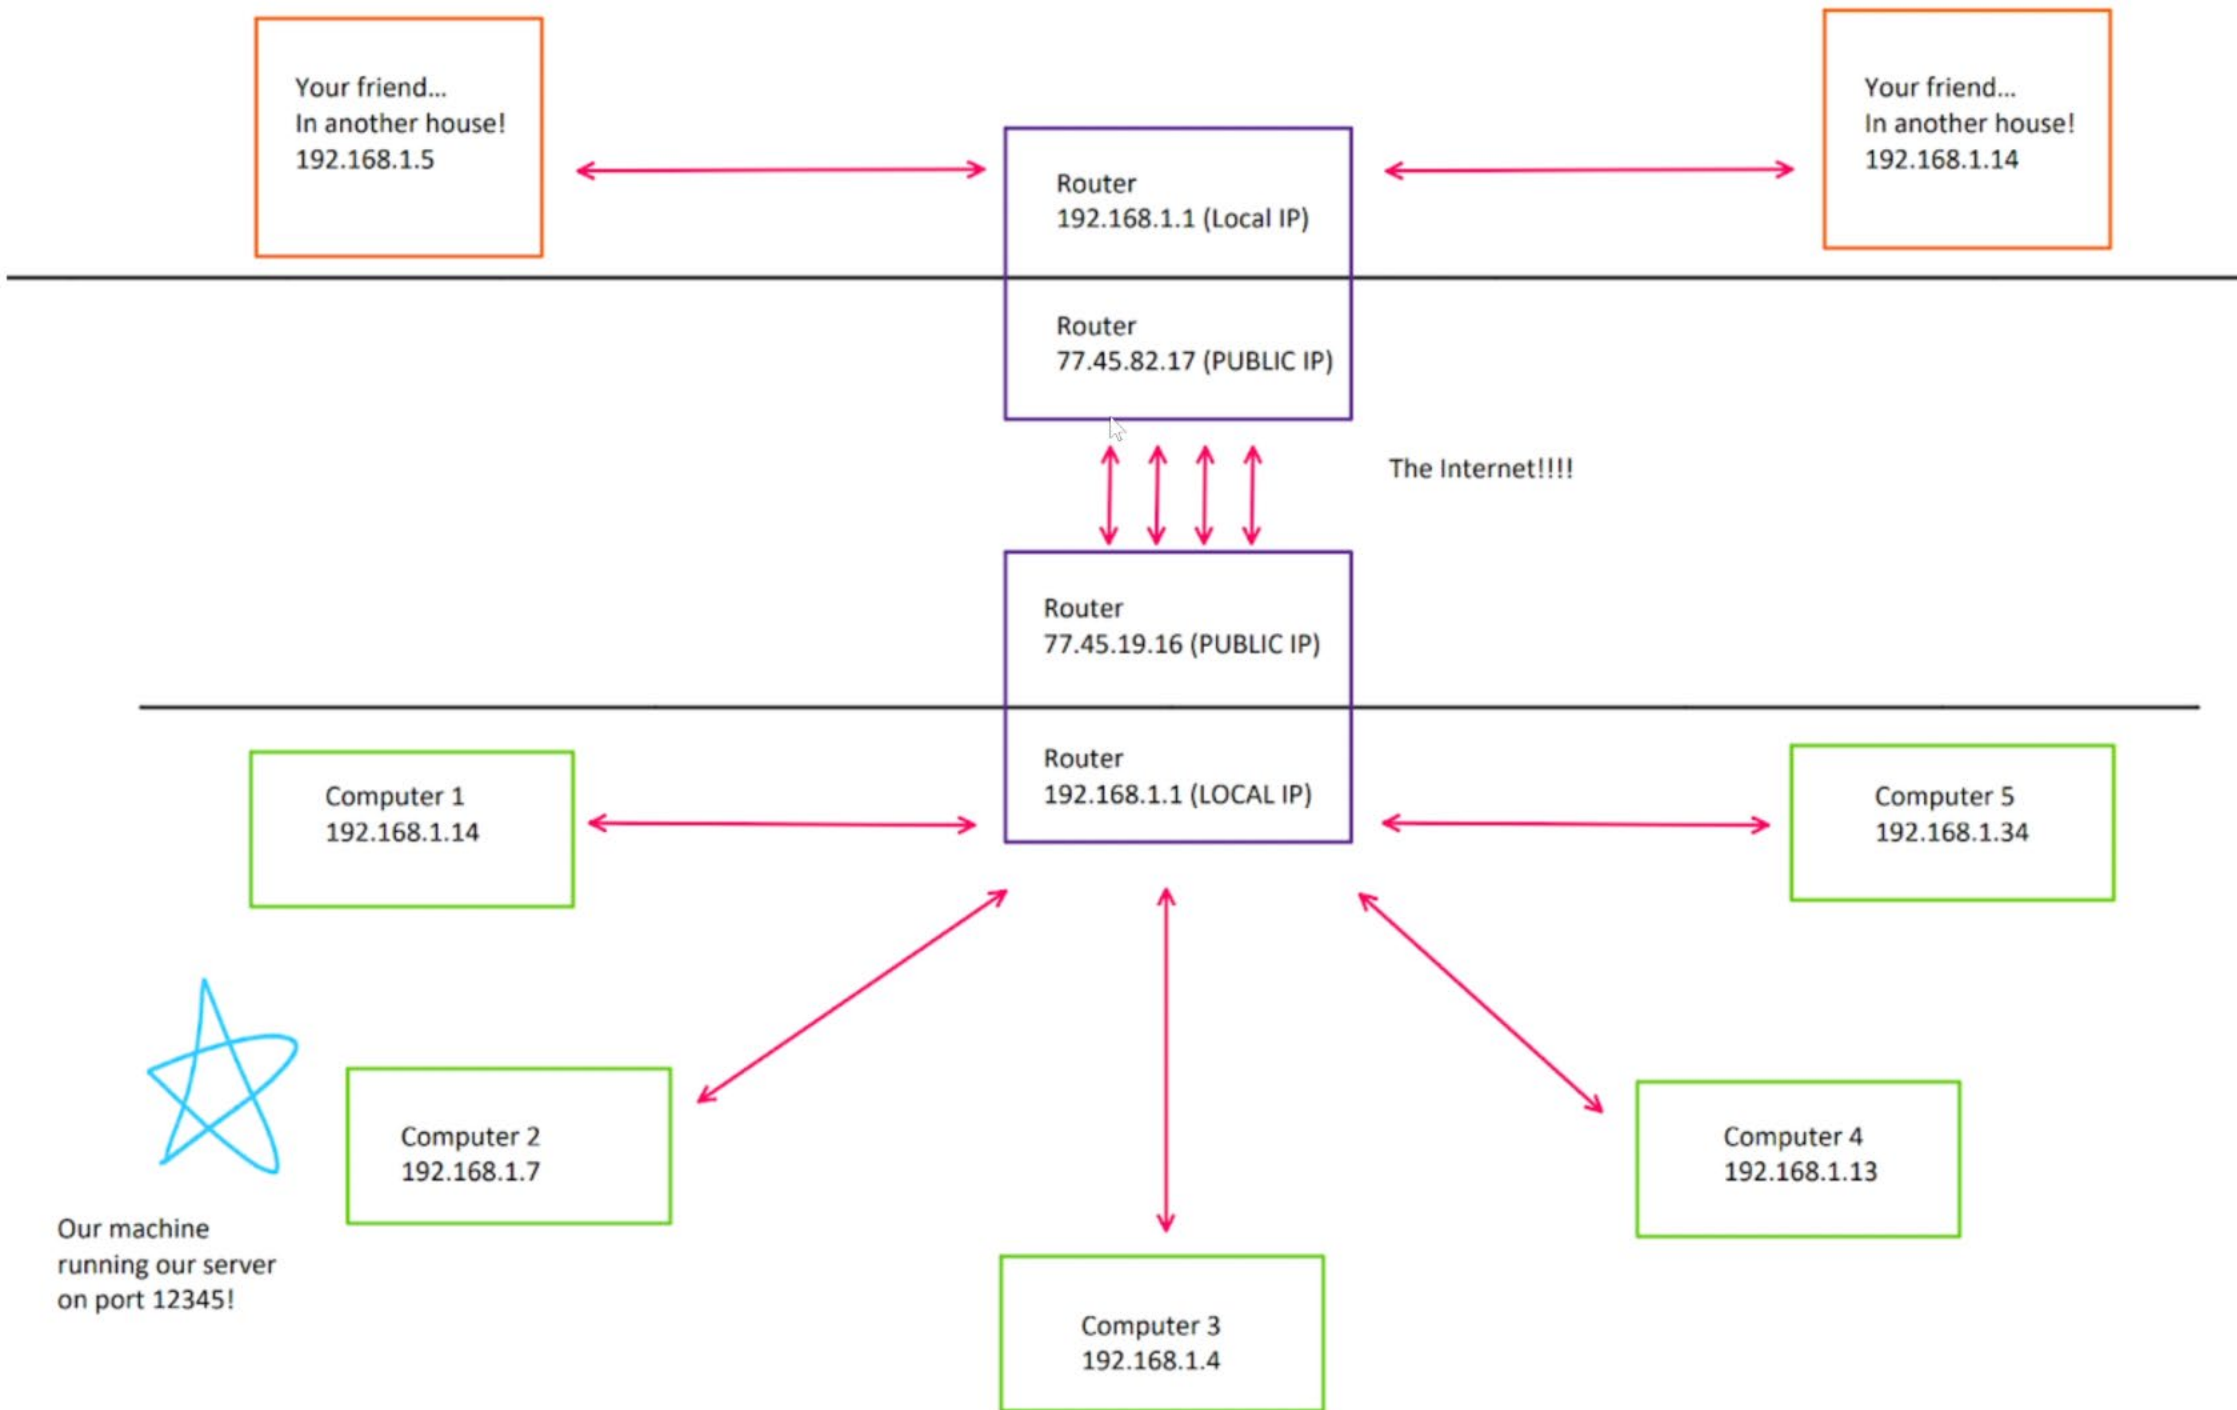 Your friend...
In another house!
192.168.1.5
Your friend...
In another house!
192.168.1.14
Router
192.168.1.1 (Local IP)
Router
77.45.82.17 (PUBLIC IP)
The Internet!!!!
Router
77.45.19.16 (PUBLIC IP)
Router
192.168.1.1 (LOCAL IP)
Computer 1
192.168.1.14
Computer 5
192.168.1.34
Computer 2
192.168.1.7
Computer 4
192.168.1.13
Our machine
running our server
on port 12345!
Computer 3
192.168.1.4